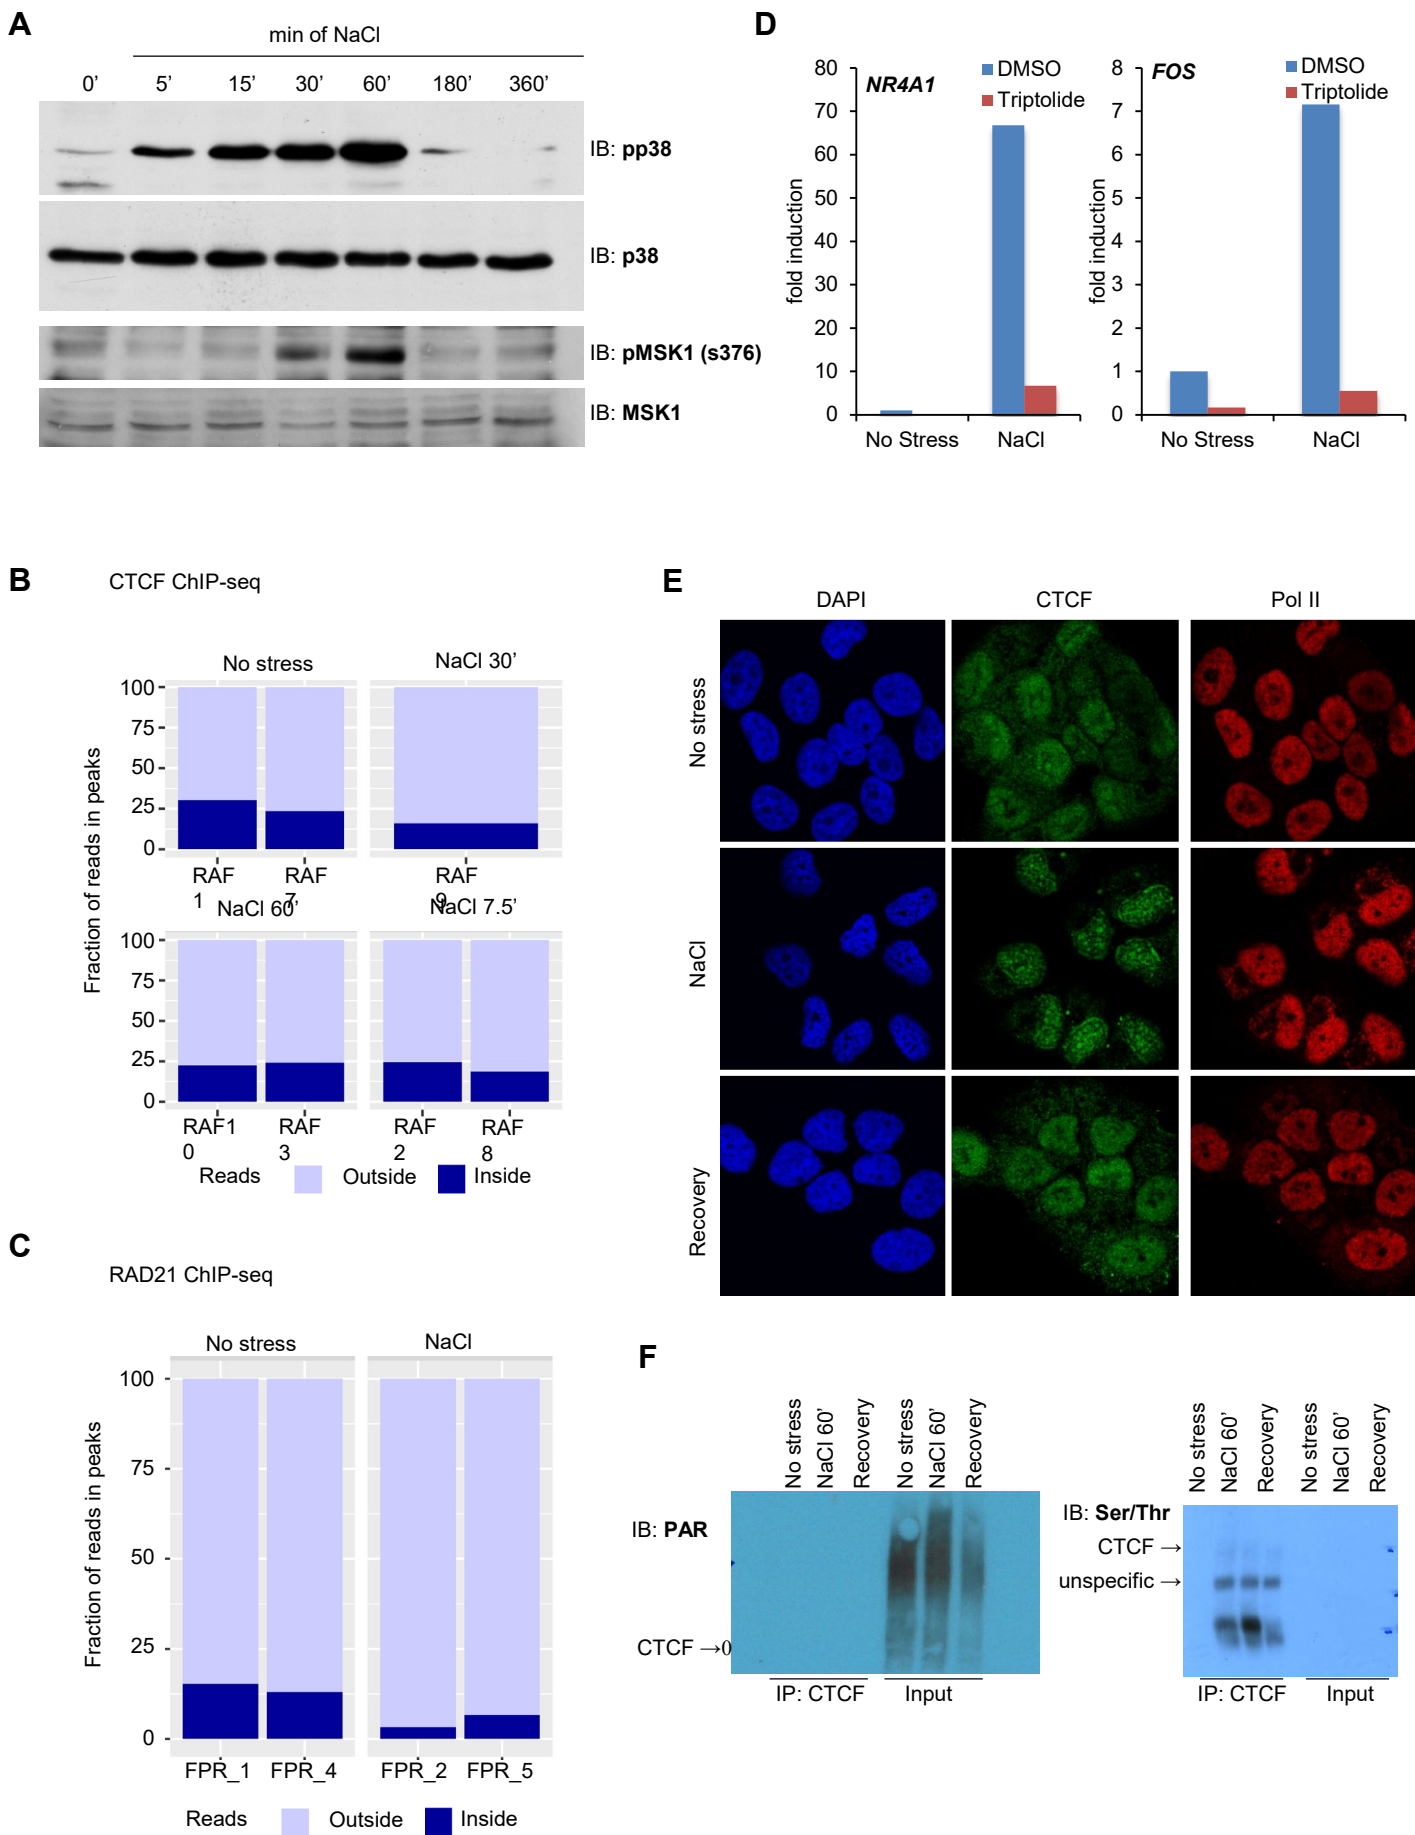 A
min of NaCl
0’ 5’ 15’ 30’ 60’ 180’ 360’
IB: pp38
IB: p38
IB: pMSK1 (s376)
IB: MSK1
D
80
70
60
50
40
30
20
10
0
fold induction
NR4A1
DMSO
Triptolide
No Stress NaCl
8
7
6
5
4
3
2
1
0
fold induction
FOS
DMSO
Triptolide
No Stress NaCl
B
CTCF ChIP-seq
Fraction of reads in peaks
No stress NaCl 30’
100
75
50
25
0
RAF 1 RAF 7 RAF 9
NaCl 60’ NaCl 7.5’
100
75
50
25
0
RAF1 RAF RAF RAF
0 3 2 8
Reads Outside Inside
C
RAD21 ChIP-seq
Fraction of reads in peaks
No stress NaCl
100
75
50
25
0
FPR_1 FPR_4 FPR_2 FPR_5
Reads Outside Inside
E
DAPI CTCF Pol II
No stress
NaCl
Recovery
F
No stress NaCl 60’ Recovery No stress NaCl 60’ Recovery
IB: PAR
CTCF →0
IP: CTCF Input
No stress NaCl 60’ Recovery No stress NaCl 60’ Recovery
IB: Ser/Thr
CTCF →
unspecific →
IP: CTCF Input